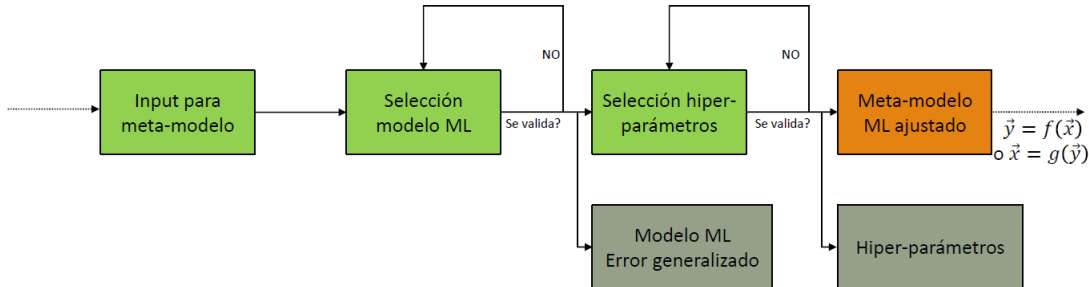 NO
NO
Input para
meta-modelo
Selección
modelo ML
Se valida?
Selección hiper-
parámetros
Se valida?
Meta-modelo
ML ajustado
y⃗ = f(x⃗)
o x⃗ = g(y⃗)
Modelo ML
Error generalizado
Hiper-parámetros